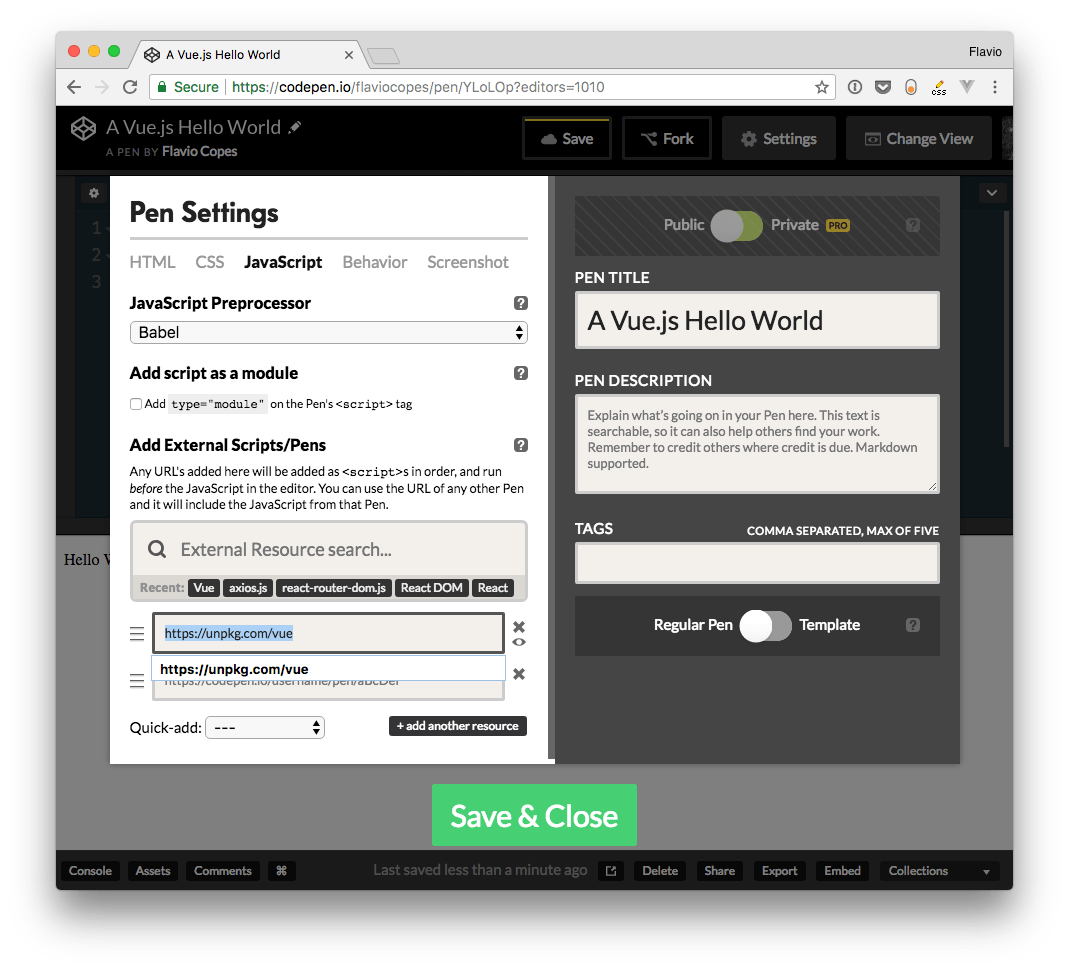 A Vue.js Hello World
Flavio
Secure
https://codepen.io/flaviocopes/pen/YLoLOp?editors=1010
css
A Vue.js Hello World
A PEN BY Flavio Copes
Save
Fork
Settings
Change View
1
2
3
Pen Settings
HTML CSS JavaScript Behavior Screenshot
JavaScript Preprocessor ?
Babel
Add script as a module ?
Add type="module" on the Pen's <script> tag
Add External Scripts/Pens ?
Any URL's added here will be added as <script>s in order, and run
before the JavaScript in the editor. You can use the URL of any other Pen
and it will include the JavaScript from that Pen.
External Resource search...
Recent: Vue axios.js react-router-dom.js React DOM React
https://unpkg.com/vue
https://unpkg.com/vue
https://codepen.io/username/pen/aBcDeF
Quick-add: ---
+ add another resource
Public Private PRO ?
PEN TITLE
A Vue.js Hello World
PEN DESCRIPTION
Explain what's going on in your Pen here. This text is
searchable, so it can also help others find your work.
Remember to credit others where credit is due. Markdown
supported.
TAGS COMMA SEPARATED, MAX OF FIVE
Regular Pen Template ?
Hello
Save & Close
Console Assets Comments ⌘ Last saved less than a minute ago Delete Share Export Embed Collections